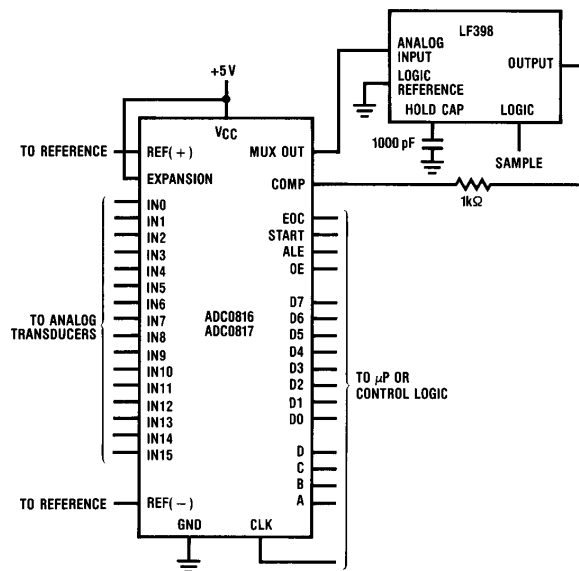 LF398
ANALOG
INPUT
LOGIC
REFERENCE
OUTPUT
HOLD CAP
LOGIC
1000 pF
SAMPLE
+5V
VCC
TO REFERENCE
REF(+)
MUX OUT
EXPANSION
COMP
1kΩ
IN0
IN1
IN2
IN3
IN4
IN5
IN6
IN7
IN8
IN9
IN10
IN11
IN12
IN13
IN14
IN15
TO ANALOG
TRANSDUCERS
ADC0816
ADC0817
EOC
START
ALE
OE
D7
D6
D5
D4
D3
D2
D1
D0
D
C
B
A
TO μP OR
CONTROL LOGIC
TO REFERENCE
REF(−)
GND
CLK